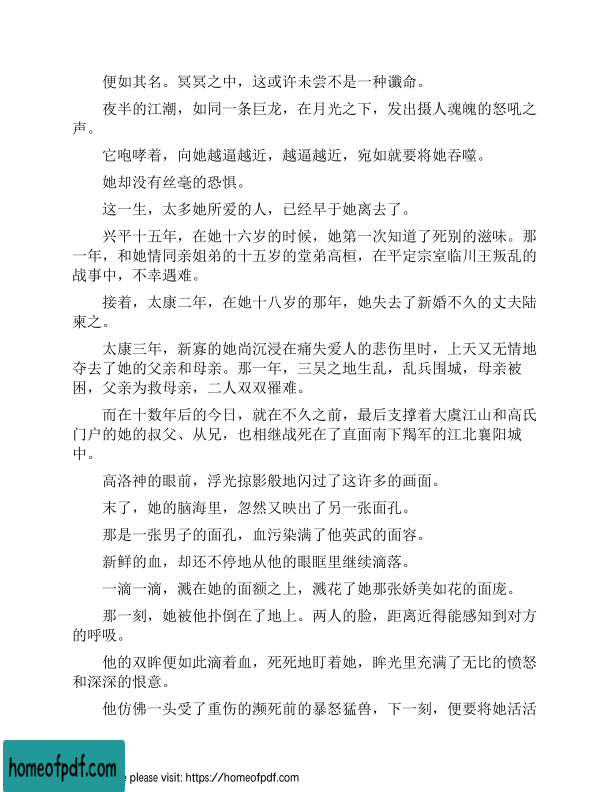 便如其名。冥冥之中，这或许未尝不是一种谶命。
夜半的江潮，如同一条巨龙，在月光之下，发出摄人魂魄的怒吼之
声。
它咆哮着，向她越逼越近，越逼越近，宛如就要将她吞噬。
她却没有丝毫的恐惧。
这一生，太多她所爱的人，已经早于她离去了。
兴平十五年，在她十六岁的时候，她第一次知道了死别的滋味。那
一年，和她情同亲姐弟的十五岁的堂弟高桓，在平定宗室临川王叛乱的
战事中，不幸遇难。
接着，太康二年，在她十八岁的那年，她失去了新婚不久的丈夫陆
柬之。
太康三年，新寡的她尚沉浸在痛失爱人的悲伤里时，上天又无情地
夺去了她的父亲和母亲。那一年，三吴之地生乱，乱兵围城，母亲被
困，父亲为救母亲，二人双双罹难。
而在十数年后的今日，就在不久之前，最后支撑着大虞江山和高氏
门户的她的叔父、从兄，也相继战死在了直面南下羯军的江北襄阳城
中。
高洛神的眼前，浮光掠影般地闪过了这许多的画面。
末了，她的脑海里，忽然又映出了另一张面孔。
那是一张男子的面孔，血污染满了他英武的面容。
新鲜的血，却还不停地从他的眼眶里继续滴落。
一滴一滴，溅在她的面额之上，溅花了她那张娇美如花的面庞。
那一刻，她被他扑倒在了地上。两人的脸，距离近得能感知到对方
的呼吸。
他的双眸便如此滴着血，死死地盯着她，眸光里充满了无比的愤怒
和深深的恨意。
他仿佛一头受了重伤的濒死前的暴怒猛兽，下一刻，便要将她活活
homeofpdf.com
e please visit: https://homeofpdf.com